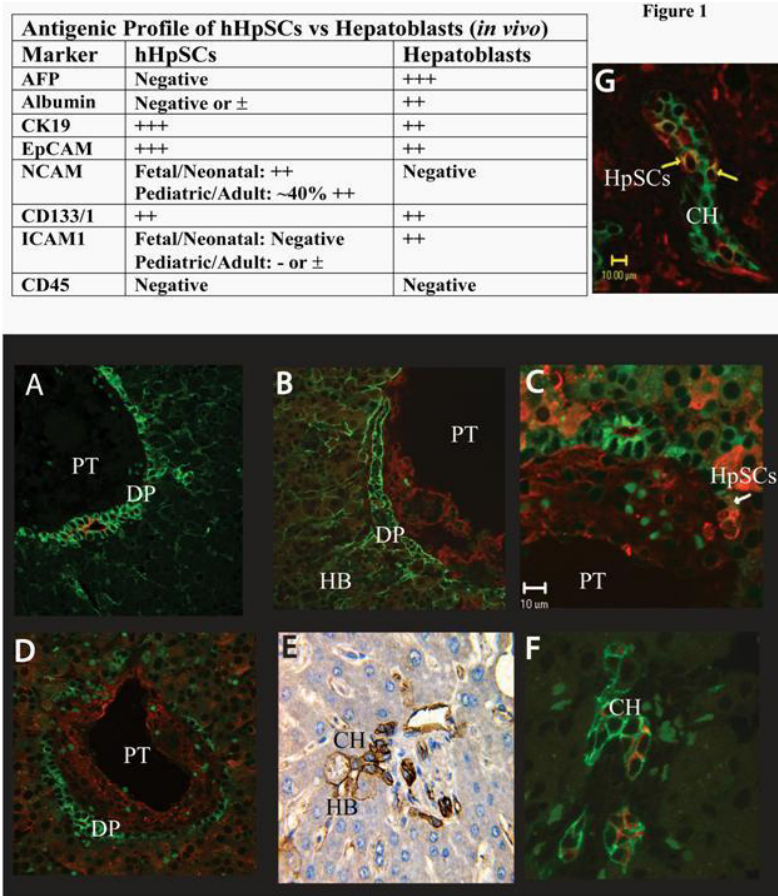 Figure 1
Antigenic Profile of hHpSCs vs Hepatoblasts (in vivo)
Marker hHpSCs Hepatoblasts
AFP Negative +++
Albumin Negative or ± ++
CK19 +++ ++
EpCAM +++ ++
NCAM Fetal/Neonatal: ++ Negative
Pediatric/Adult: ~40% ++
CD133/1 ++ ++
ICAM1 Fetal/Neonatal: Negative ++
Pediatric/Adult: - or ±
CD45 Negative Negative
G
HpSCs
CH
10.00 µm
A
PT
DP
B
PT
DP
HB
C
HpSCs
10 µm
PT
D
PT
DP
E
CH
HB
F
CH